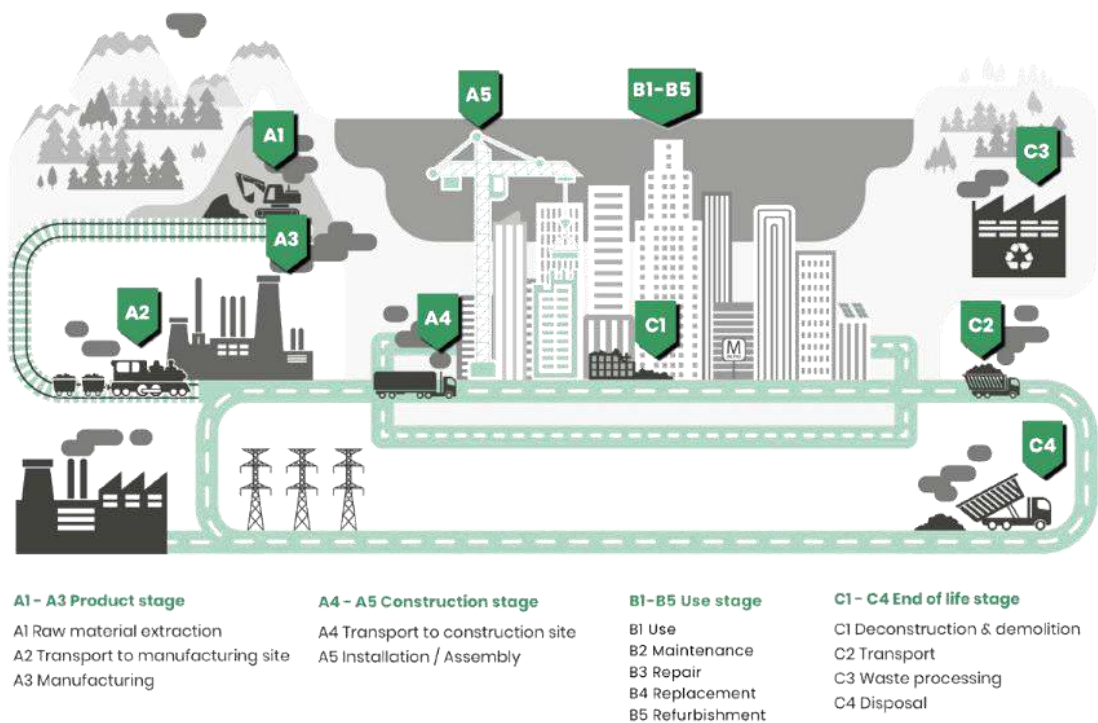 A1
A5
B1-B5
C3
A3
A2
A4
C1
C2
M
C4
A1 - A3 Product stage
A1 Raw material extraction
A2 Transport to manufacturing site
A3 Manufacturing
A4 - A5 Construction stage
A4 Transport to construction site
A5 Installation / Assembly
B1-B5 Use stage
B1 Use
B2 Maintenance
B3 Repair
B4 Replacement
B5 Refurbishment
C1 - C4 End of life stage
C1 Deconstruction & demolition
C2 Transport
C3 Waste processing
C4 Disposal